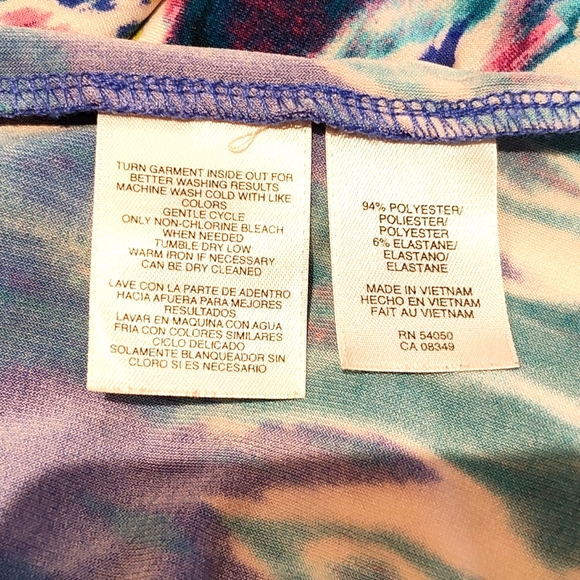 TURN GARMENT INSIDE OUT FOR
BETTER WASHING RESULTS
MACHINE WASH COLD WITH LIKE
COLORS
GENTLE CYCLE
ONLY NON-CHLORINE BLEACH
WHEN NEEDED
TUMBLE DRY LOW
WARM IRON IF NECESSARY
CAN BE DRY CLEANED
LAVE CON LA PARTE DE ADENTRO
HACIA AFUERA PARA MEJORES
RESULTADOS
LAVAR EN MAQUINA CON AGUA
FRIA CON COLORES SIMILARES
CICLO DELICADO
SOLAMENTE BLANQUEADOR SIN
CLORO SI ES NECESARIO
94% POLYESTER/
POLIESTER/
POLYESTER
6% ELASTANE/
ELASTANO/
ELASTANE
MADE IN VIETNAM
HECHO EN VIETNAM
FAIT AU VIETNAM
RN 54050
CA 08349